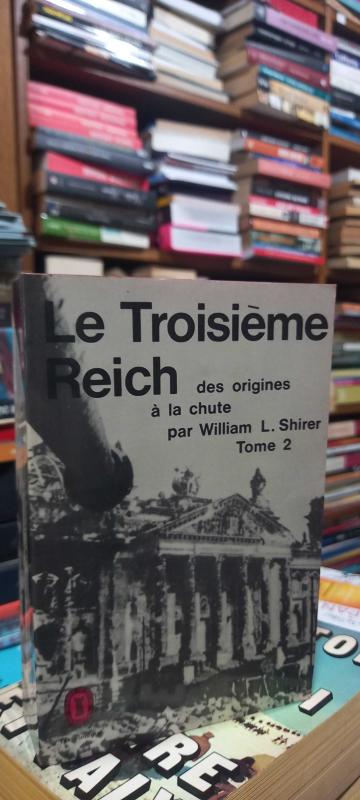 Le Troisième
Reich des origines
à la chute
par William L. Shirer
Tome 2